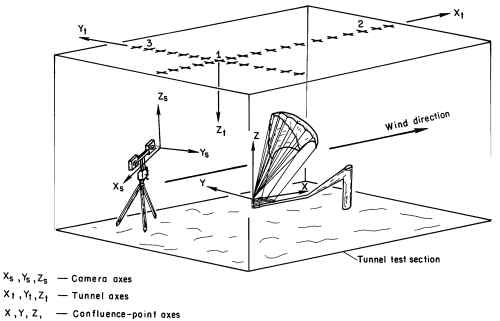 X_t
Y_t
3
2
1
Z_t
Z_s
Y_s
X_s
Wind direction
Z
Y
X
Tunnel test section
X_s , Y_s , Z_s — Camera axes
X_t , Y_t , Z_t — Tunnel axes
X, Y, Z, — Confluence-point axes